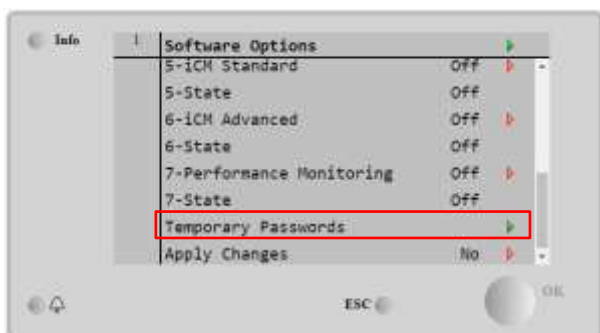 Info
1 Software Options
5-iCM Standard Off
5-State Off
6-iCM Advanced Off
6-State Off
7-Performance Monitoring Off
7-State Off
Temporary Passwords
Apply Changes No
ESC OK